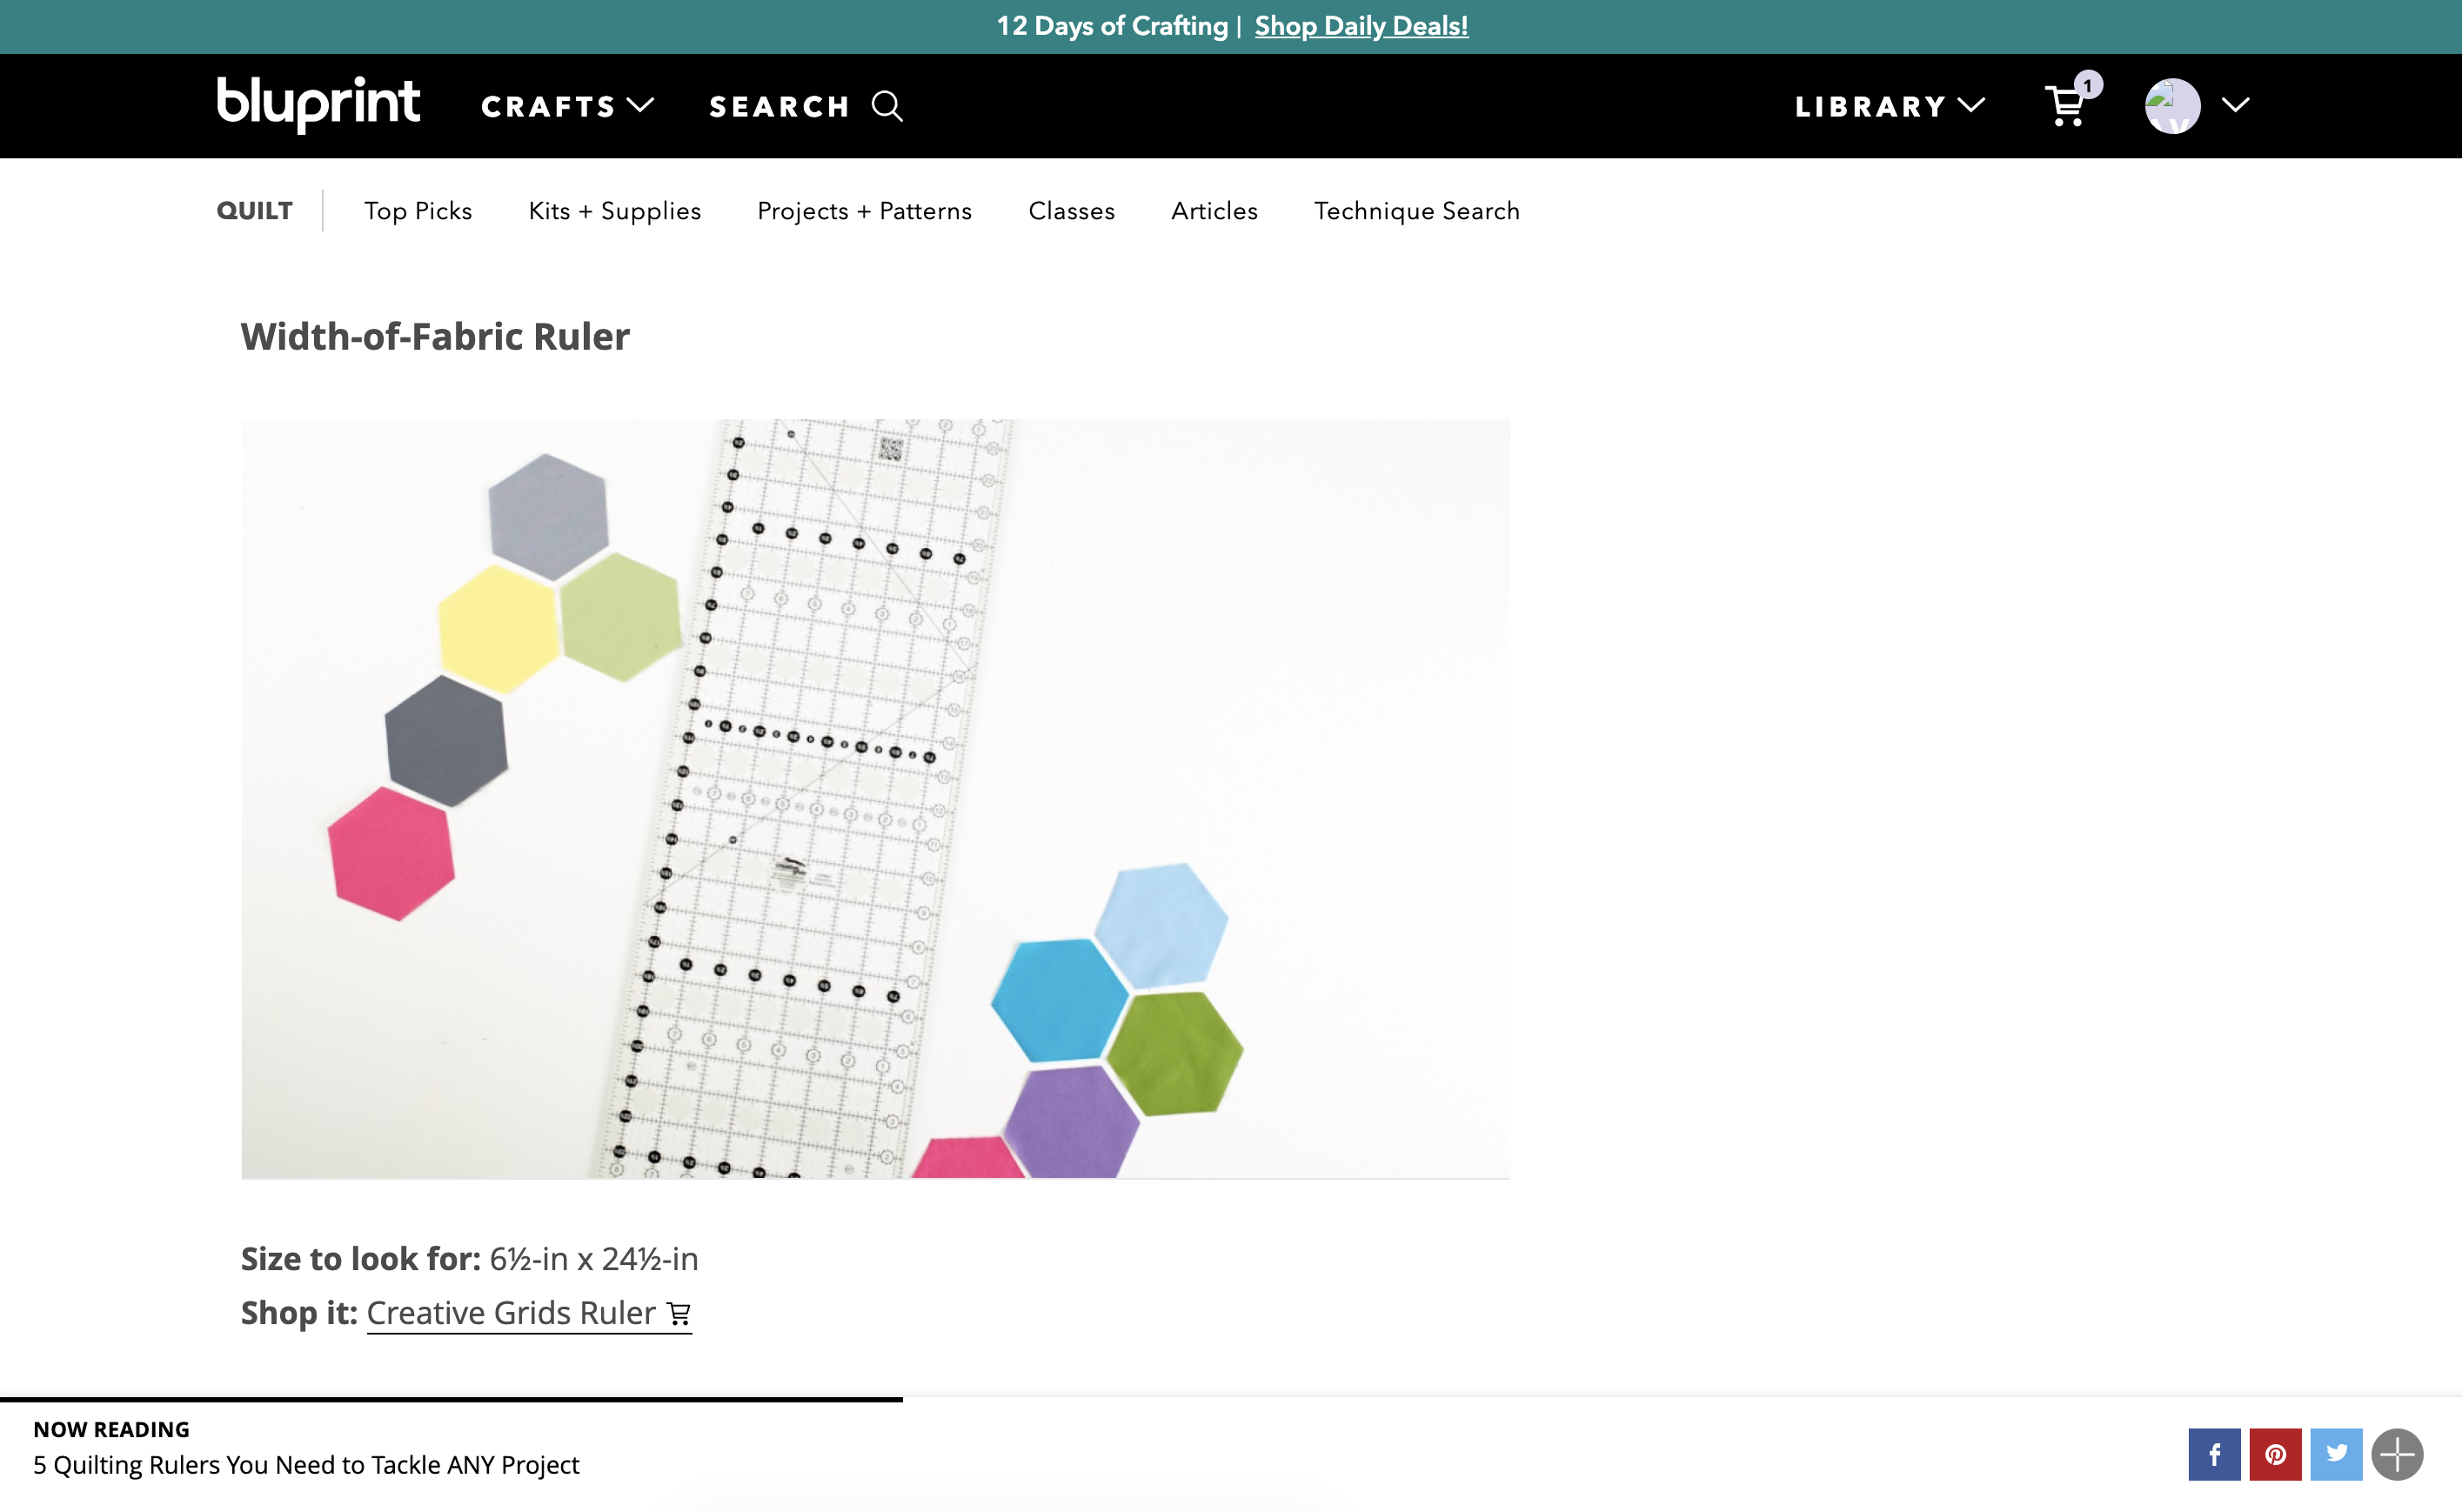 12 Days of Crafting | Shop Daily Deals!
bluprint CRAFTS SEARCH LIBRARY 1
QUILT Top Picks Kits + Supplies Projects + Patterns Classes Articles Technique Search
Width-of-Fabric Ruler
Size to look for: 6½-in x 24½-in
Shop it: Creative Grids Ruler
NOW READING
5 Quilting Rulers You Need to Tackle ANY Project